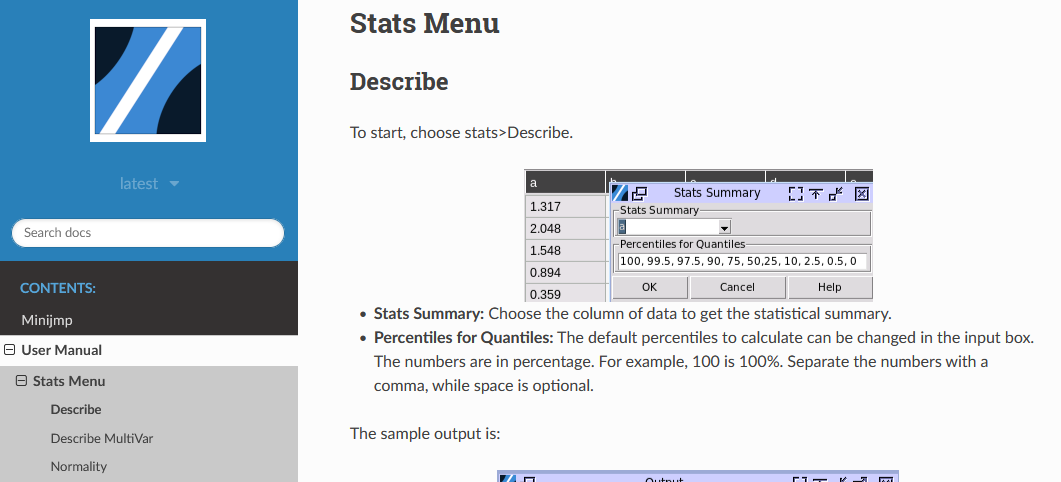 Stats Menu
Describe
To start, choose stats>Describe.
latest
Search docs
CONTENTS:
Minijmp
User Manual
Stats Menu
Describe
Describe MultiVar
Normality
a
Stats Summary
1.317
2.048
1.548
0.894
0.359
Stats Summary
a
Percentiles for Quantiles
100, 99.5, 97.5, 90, 75, 50,25, 10, 2.5, 0.5, 0
OK Cancel Help
• Stats Summary: Choose the column of data to get the statistical summary.
• Percentiles for Quantiles: The default percentiles to calculate can be changed in the input box.
The numbers are in percentage. For example, 100 is 100%. Separate the numbers with a
comma, while space is optional.
The sample output is:
Output